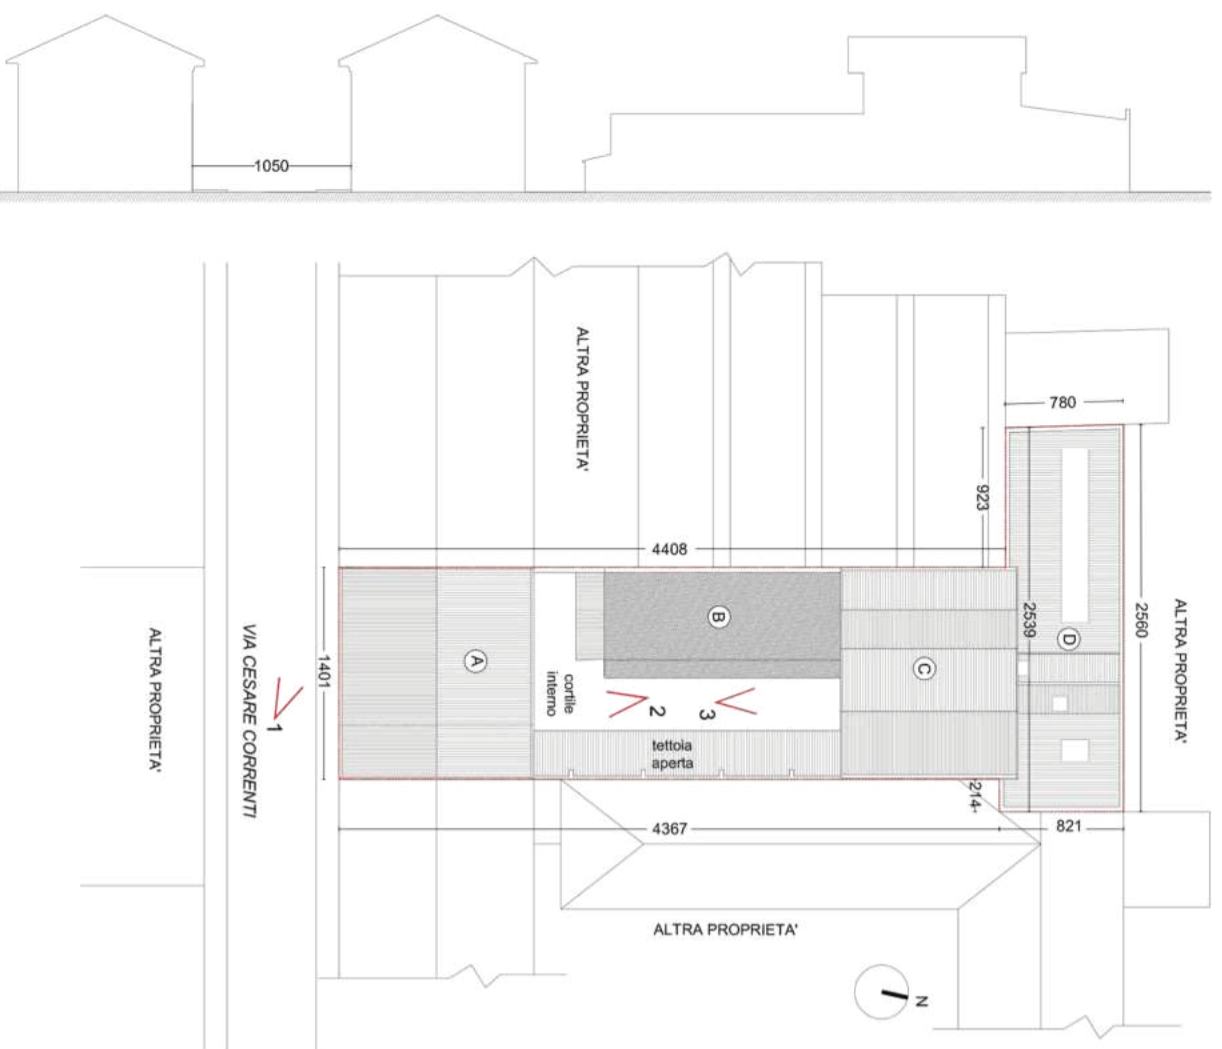 1050
ALTRA PROPRIETA'
780
923
4408
2539
2560
ALTRA PROPRIETA'
B
D
A
C
1401
ALTRA PROPRIETA'
VIA CESARE CORRENTI
1
cortile
interno
2
3
tettoia
aperta
214
4367
821
ALTRA PROPRIETA'
N